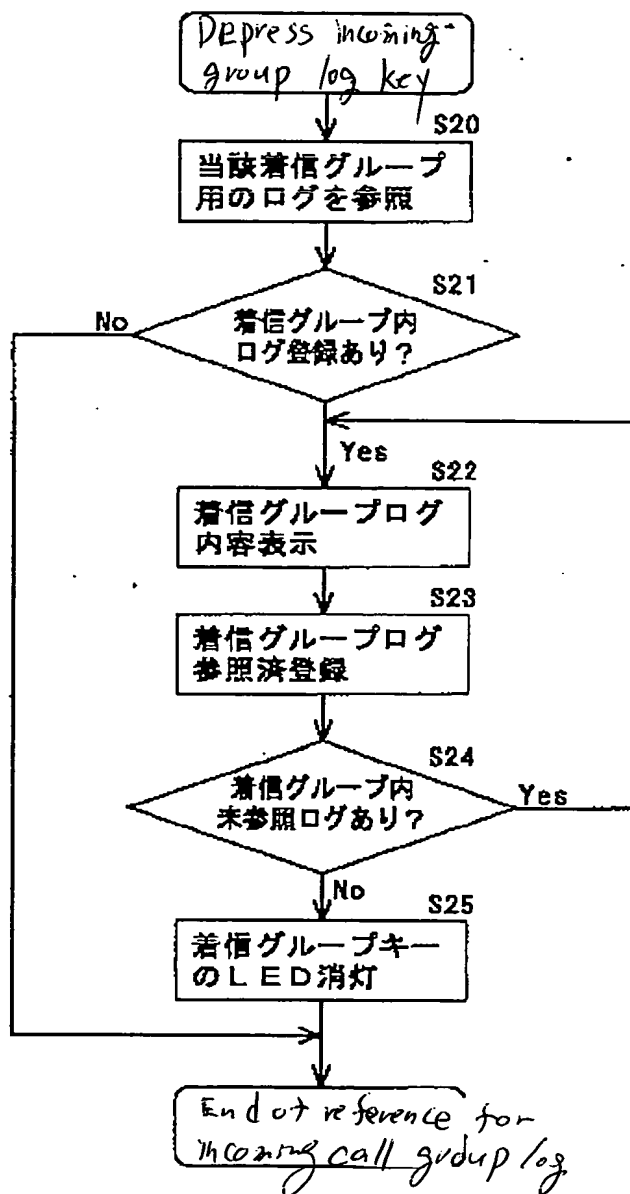 Depress incoming-
group log key
S20
当該着信グループ
用のログを参照
S21
No
着信グループ内
ログ登録あり？
Yes
S22
着信グループログ
内容表示
S23
着信グループログ
参照済登録
S24
着信グループ内
未参照ログあり？
Yes
No
S25
着信グループキー
のＬＥＤ消灯
End of reference for
incoming call group log